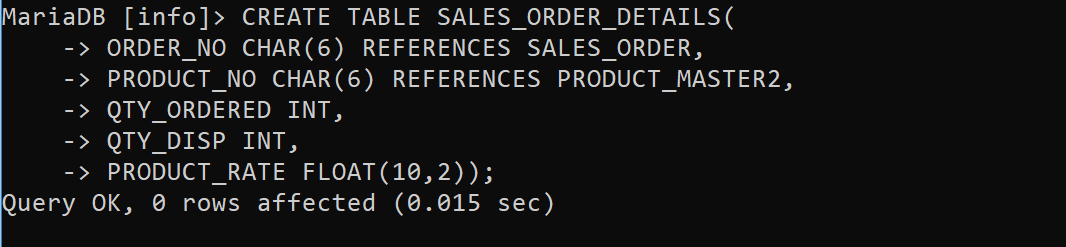 MariaDB [info]> CREATE TABLE SALES_ORDER_DETAILS(
    -> ORDER_NO CHAR(6) REFERENCES SALES_ORDER,
    -> PRODUCT_NO CHAR(6) REFERENCES PRODUCT_MASTER2,
    -> QTY_ORDERED INT,
    -> QTY_DISP INT,
    -> PRODUCT_RATE FLOAT(10,2));
Query OK, 0 rows affected (0.015 sec)